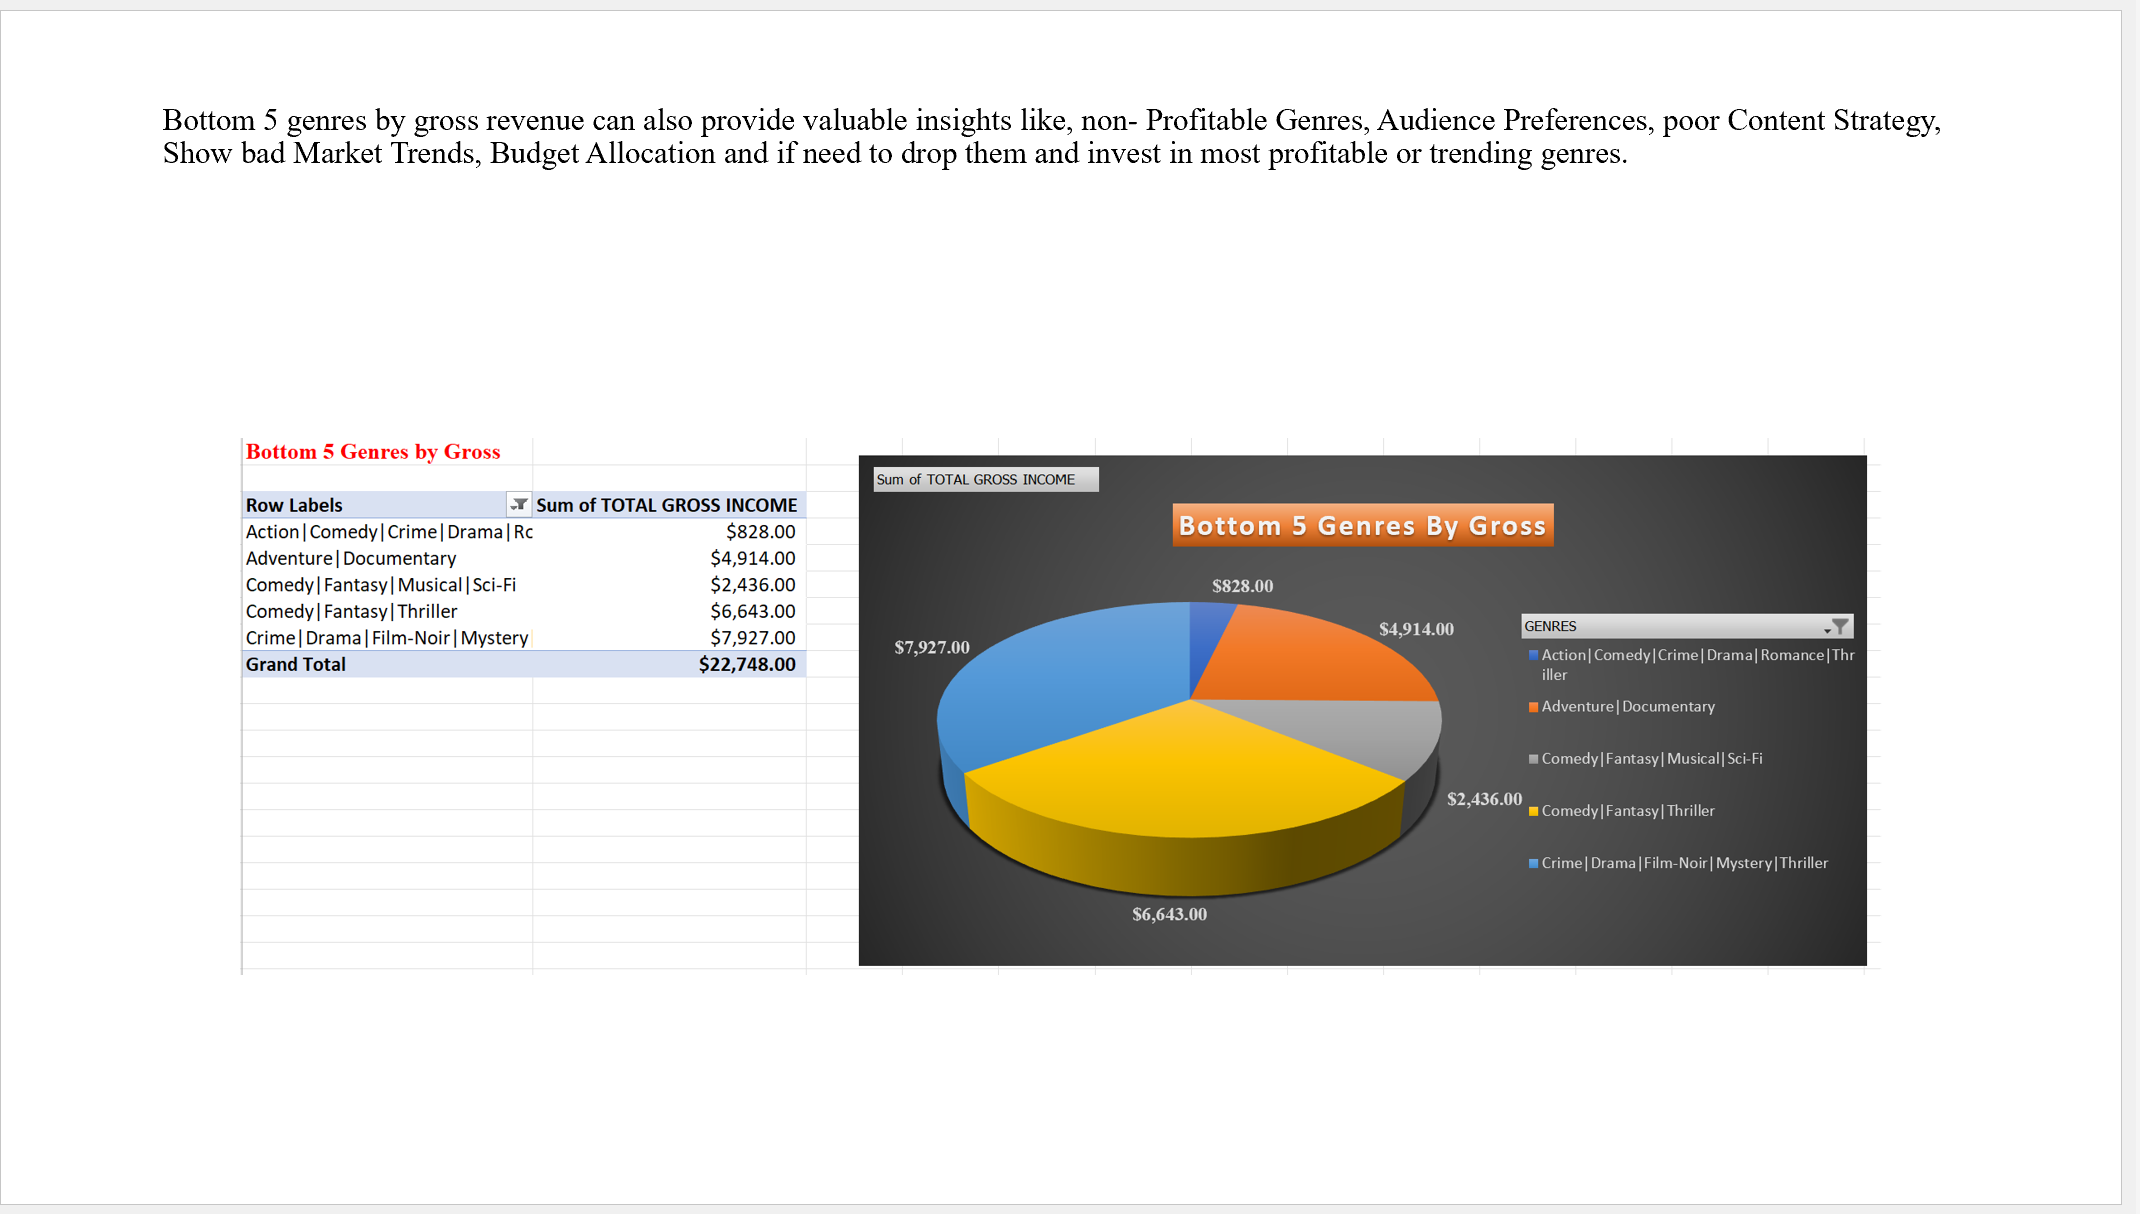 Bottom 5 genres by gross revenue can also provide valuable insights like, non- Profitable Genres, Audience Preferences, poor Content Strategy,
Show bad Market Trends, Budget Allocation and if need to drop them and invest in most profitable or trending genres.
Bottom 5 Genres by Gross
Row Labels Sum of TOTAL GROSS INCOME
Action|Comedy|Crime|Drama|Rc $828.00
Adventure|Documentary $4,914.00
Comedy|Fantasy|Musical|Sci-Fi $2,436.00
Comedy|Fantasy|Thriller $6,643.00
Crime|Drama|Film-Noir|Mystery $7,927.00
Grand Total $22,748.00
Sum of TOTAL GROSS INCOME
Bottom 5 Genres By Gross
$828.00
$4,914.00
$7,927.00
$2,436.00
$6,643.00
GENRES
Action|Comedy|Crime|Drama|Romance|Thr
iller
Adventure|Documentary
Comedy|Fantasy|Musical|Sci-Fi
Comedy|Fantasy|Thriller
Crime|Drama|Film-Noir|Mystery|Thriller